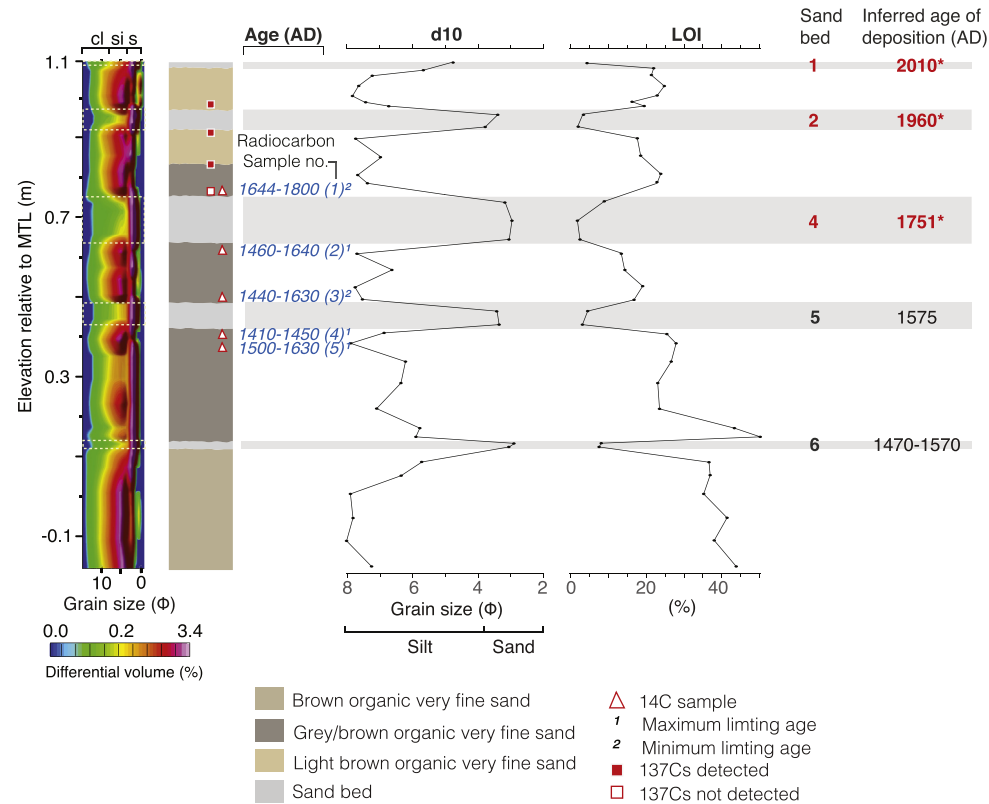 cl si s
Age (AD)
d10
LOI
Sand
bed
Inferred age of
deposition (AD)
1.1
0.7
0.3
-0.1
Elevation relative to MTL (m)
1 2010*
2 1960*
Radiocarbon
Sample no.
1644-1800 (1)²
4 1751*
1460-1640 (2)¹
1440-1630 (3)²
5 1575
1410-1450 (4)¹
1500-1630 (5)¹
6 1470-1570
10 0
Grain size (Φ)
8 6 4 2
Grain size (Φ)
Silt Sand
0 20 40
(%)
0.0 0.2 3.4
Differential volume (%)
Brown organic very fine sand
Grey/brown organic very fine sand
Light brown organic very fine sand
Sand bed
14C sample
1 Maximum limting age
2 Minimum limting age
137Cs detected
137Cs not detected